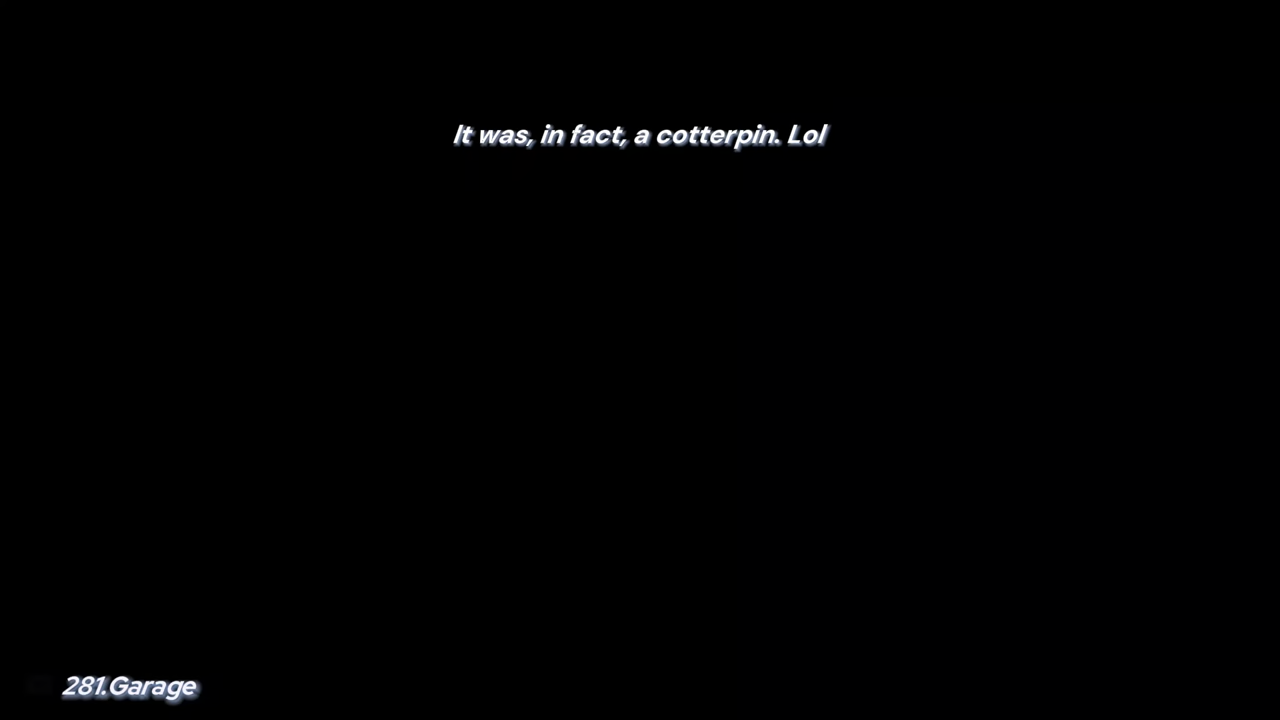 It was, in fact, a cotterpin. Lol
281.Garage